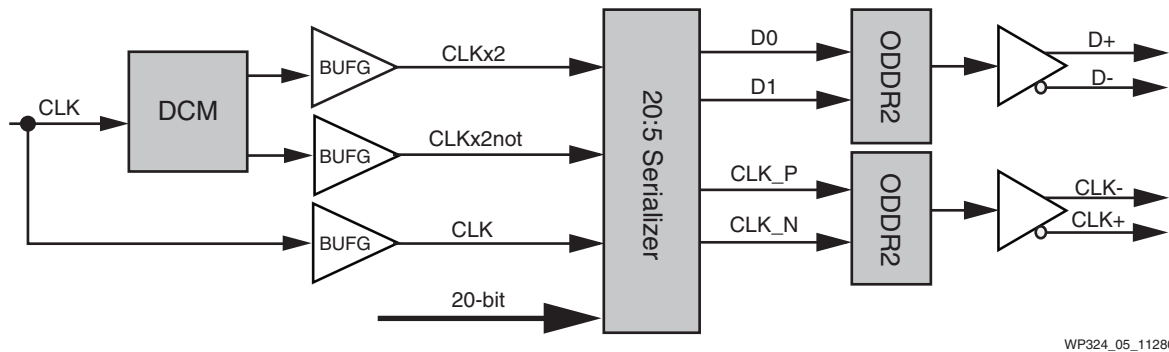 CLK
DCM
BUFG
CLKx2
BUFG
CLKx2not
BUFG
CLK
20-bit
20:5 Serializer
D0
D1
CLK_P
CLK_N
ODDR2
ODDR2
D+
D-
CLK-
CLK+